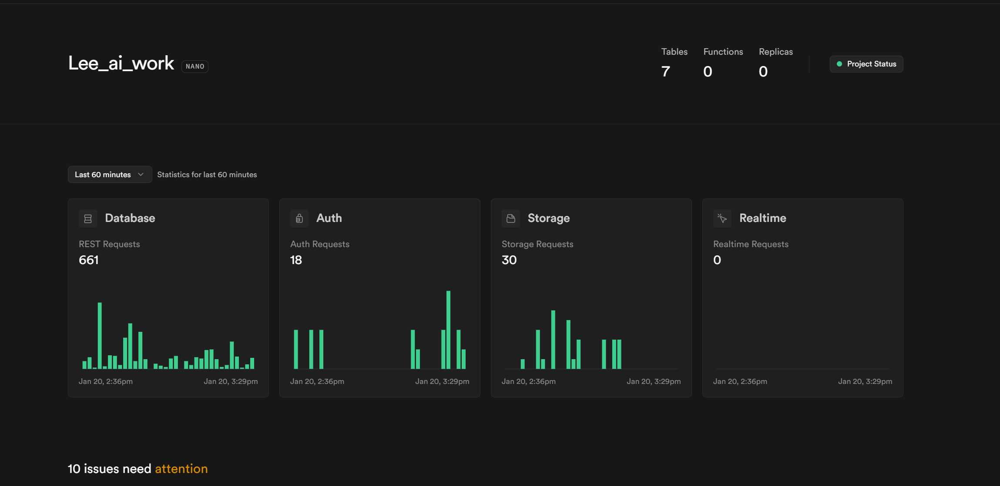 Lee_ai_work NANO
Tables Functions Replicas
7 0 0
Project Status
Last 60 minutes Statistics for last 60 minutes
Database
REST Requests
661
Jan 20, 2:36pm Jan 20, 3:29pm
Auth
Auth Requests
18
Jan 20, 2:36pm Jan 20, 3:29pm
Storage
Storage Requests
30
Jan 20, 2:36pm Jan 20, 3:29pm
Realtime
Realtime Requests
0
Jan 20, 2:36pm Jan 20, 3:29pm
10 issues need attention